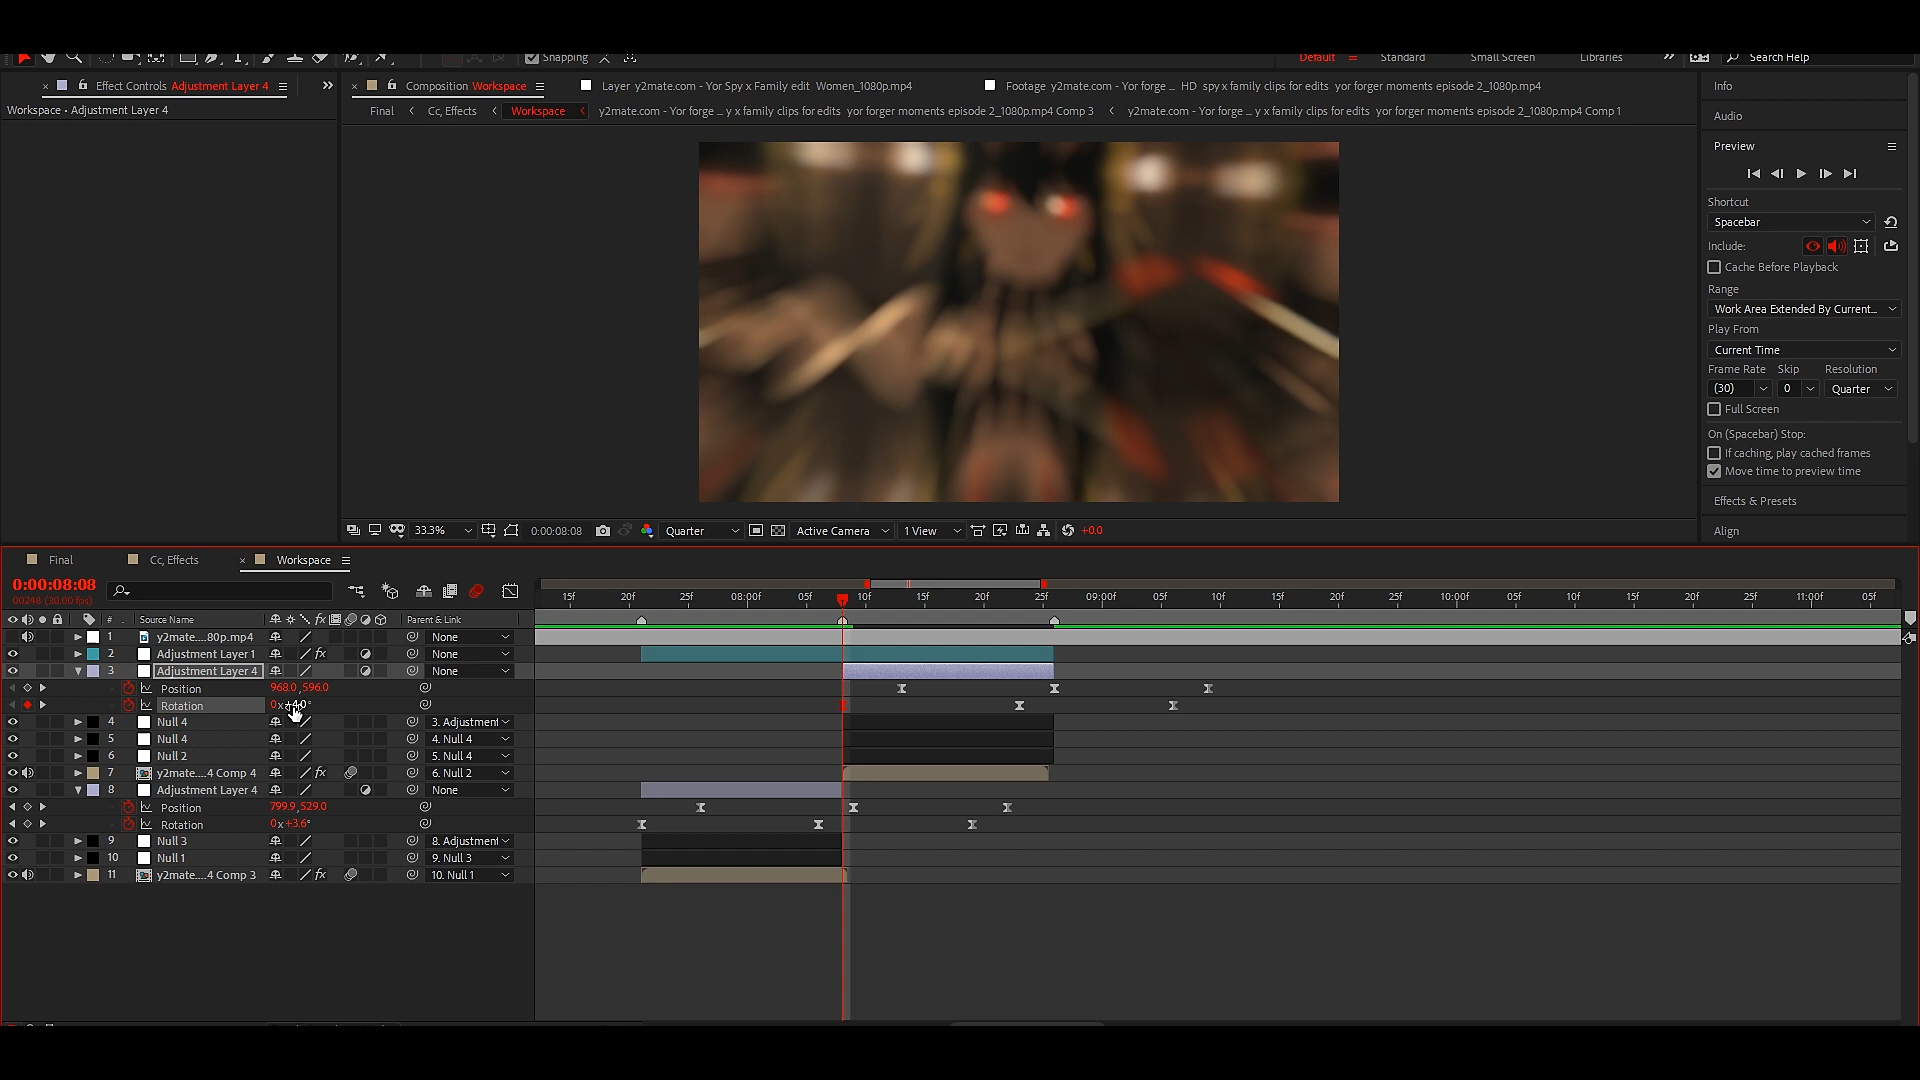 Snapping
Default
Standard
Small Screen
Libraries
Search Help
Effect Controls Adjustment Layer 4
Composition Workspace
Layer y2mate.com - Yor Spy x Family edit Women_1080p.mp4
Footage y2mate.com - Yor forge ... HD spy x family clips for edits yor forger moments episode 2_1080p.mp4
Info
Workspace • Adjustment Layer 4
Final
Cc, Effects
Workspace
y2mate.com - Yor forge ... y x family clips for edits yor forger moments episode 2_1080p.mp4 Comp 3
y2mate.com - Yor forge ... y x family clips for edits yor forger moments episode 2_1080p.mp4 Comp 1
Audio
Preview
Shortcut
Spacebar
Include:
Cache Before Playback
Range
Work Area Extended By Current...
Play From
Current Time
Frame Rate Skip Resolution
(30) 0 Quarter
Full Screen
On (Spacebar) Stop:
If caching, play cached frames
Move time to preview time
Effects & Presets
Align
33.3% 0:00:08:08 Quarter Active Camera 1 View +0.0
Final Cc, Effects Workspace
0:00:08:08
00248 (30.00 fps)
15f 20f 25f 08:00f 05f 10f 15f 20f 25f 09:00f 05f 10f 15f 20f 25f 10:00f 05f 10f 15f 20f 25f 11:00f 05f
# Source Name fx Parent & Link
1 y2mate....80p.mp4 None
2 Adjustment Layer 1 fx None
3 Adjustment Layer 4 None
Position 968.0,596.0
Rotation
4 Null 4 3. Adjustment
5 Null 4 4. Null 4
6 Null 2 5. Null 4
7 y2mate....4 Comp 4 fx 6. Null 2
8 Adjustment Layer 4 None
Position 799.9,529.0
Rotation 0x+3.6°
9 Null 3 8. Adjustment
10 Null 1 9. Null 3
11 y2mate....4 Comp 3 fx 10. Null 1